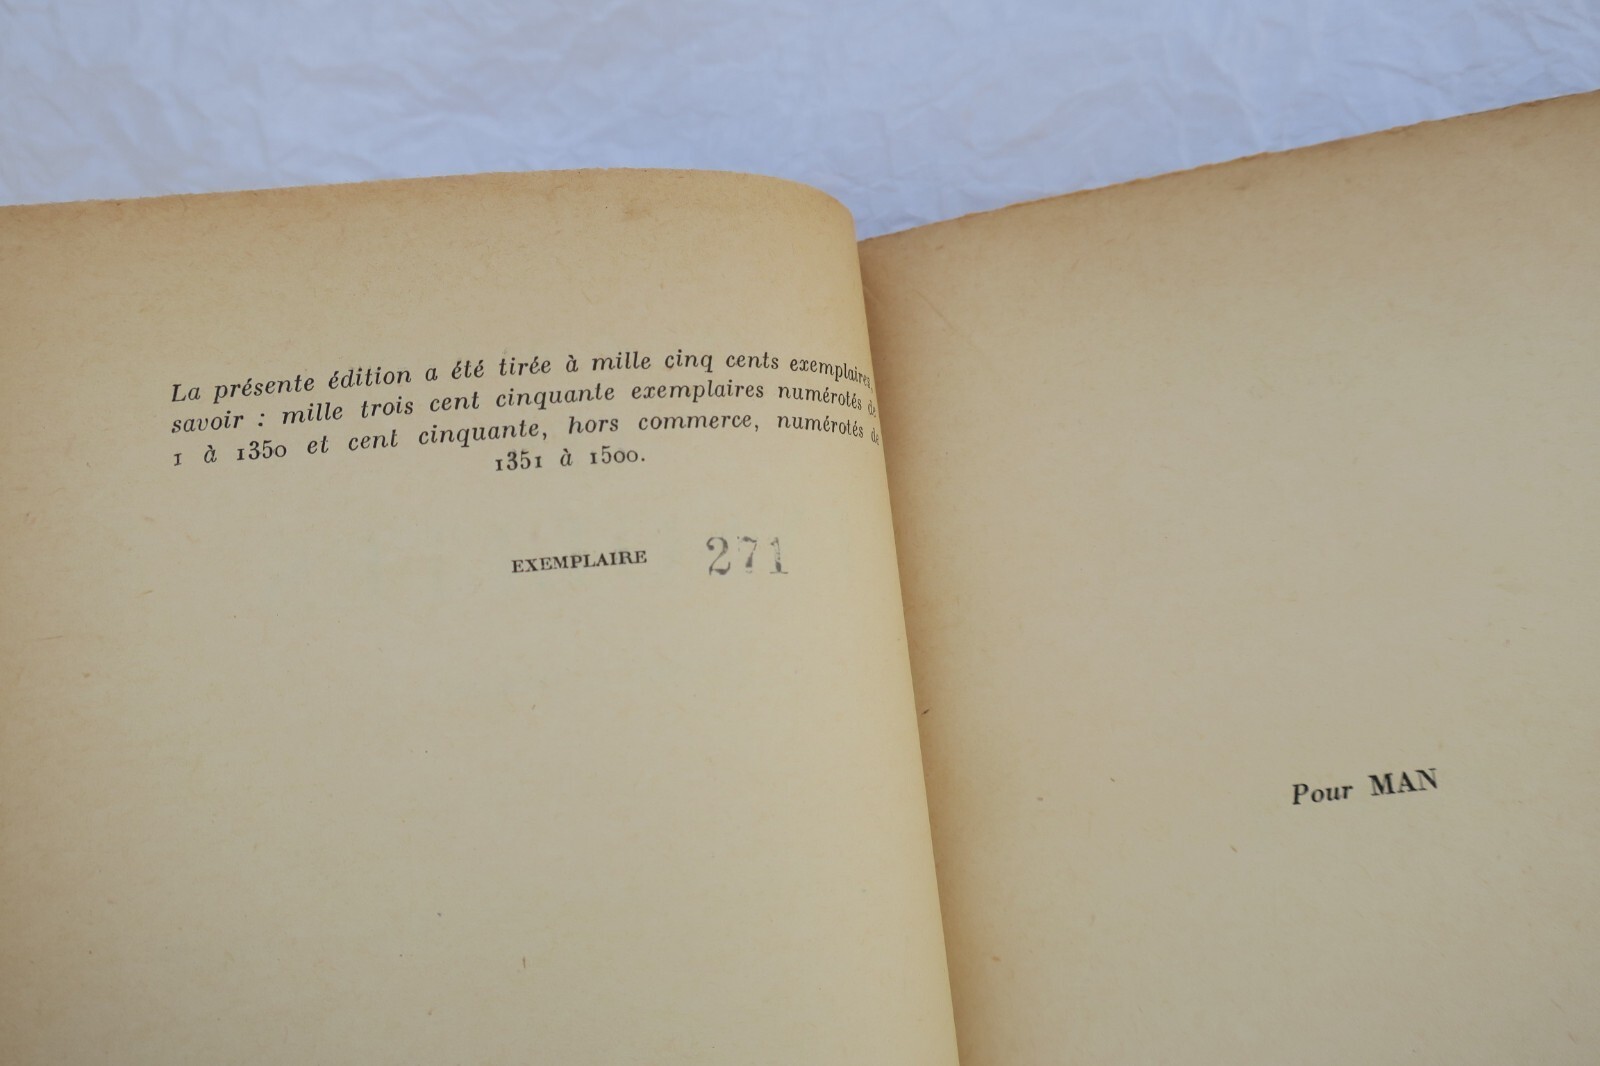 La présente édition a été tirée à mille cinq cents exemplaires,
savoir : mille trois cent cinquante exemplaires numérotés de
1 à 1350 et cent cinquante, hors commerce, numérotés de
1351 à 1500.
EXEMPLAIRE 271
Pour MAN